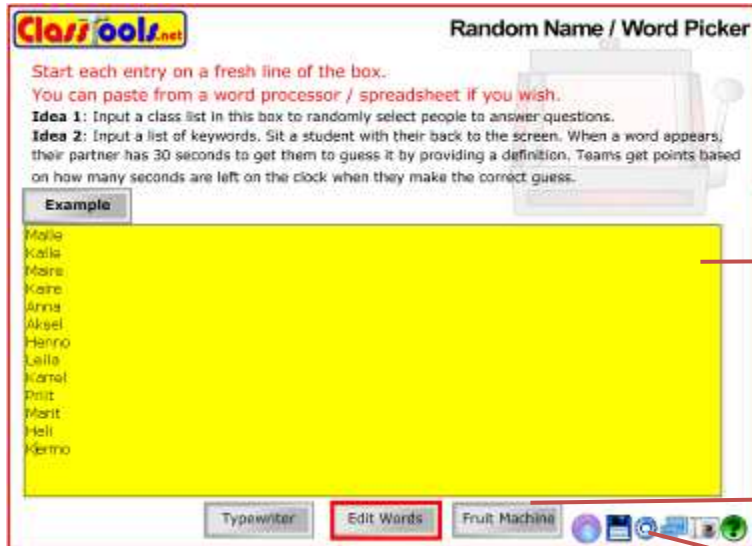 ClassTools.net
Random Name / Word Picker
Start each entry on a fresh line of the box.
You can paste from a word processor / spreadsheet if you wish.
Idea 1: Input a class list in this box to randomly select people to answer questions.
Idea 2: Input a list of keywords. Sit a student with their back to the screen. When a word appears,
their partner has 30 seconds to get them to guess it by providing a definition. Teams get points based
on how many seconds are left on the clock when they make the correct guess.
Example
Malle
Kalle
Maire
Kaire
Anna
Aksel
Henno
Leila
Karrel
Priit
Marit
Heli
Kermo
Typewriter
Edit Words
Fruit Machine